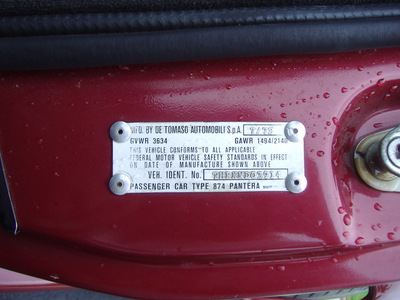 MFD. BY DE TOMASO AUTOMOBILI S.p.A.
GVWR 3634 GAWR 1494/2140
THIS VEHICLE CONFORMS TO ALL APPLICABLE
FEDERAL MOTOR VEHICLE SAFETY STANDARDS IN EFFECT
ON DATE OF MANUFACTURE SHOWN ABOVE
VEH. IDENT. No.
PASSENGER CAR TYPE 874 PANTERA